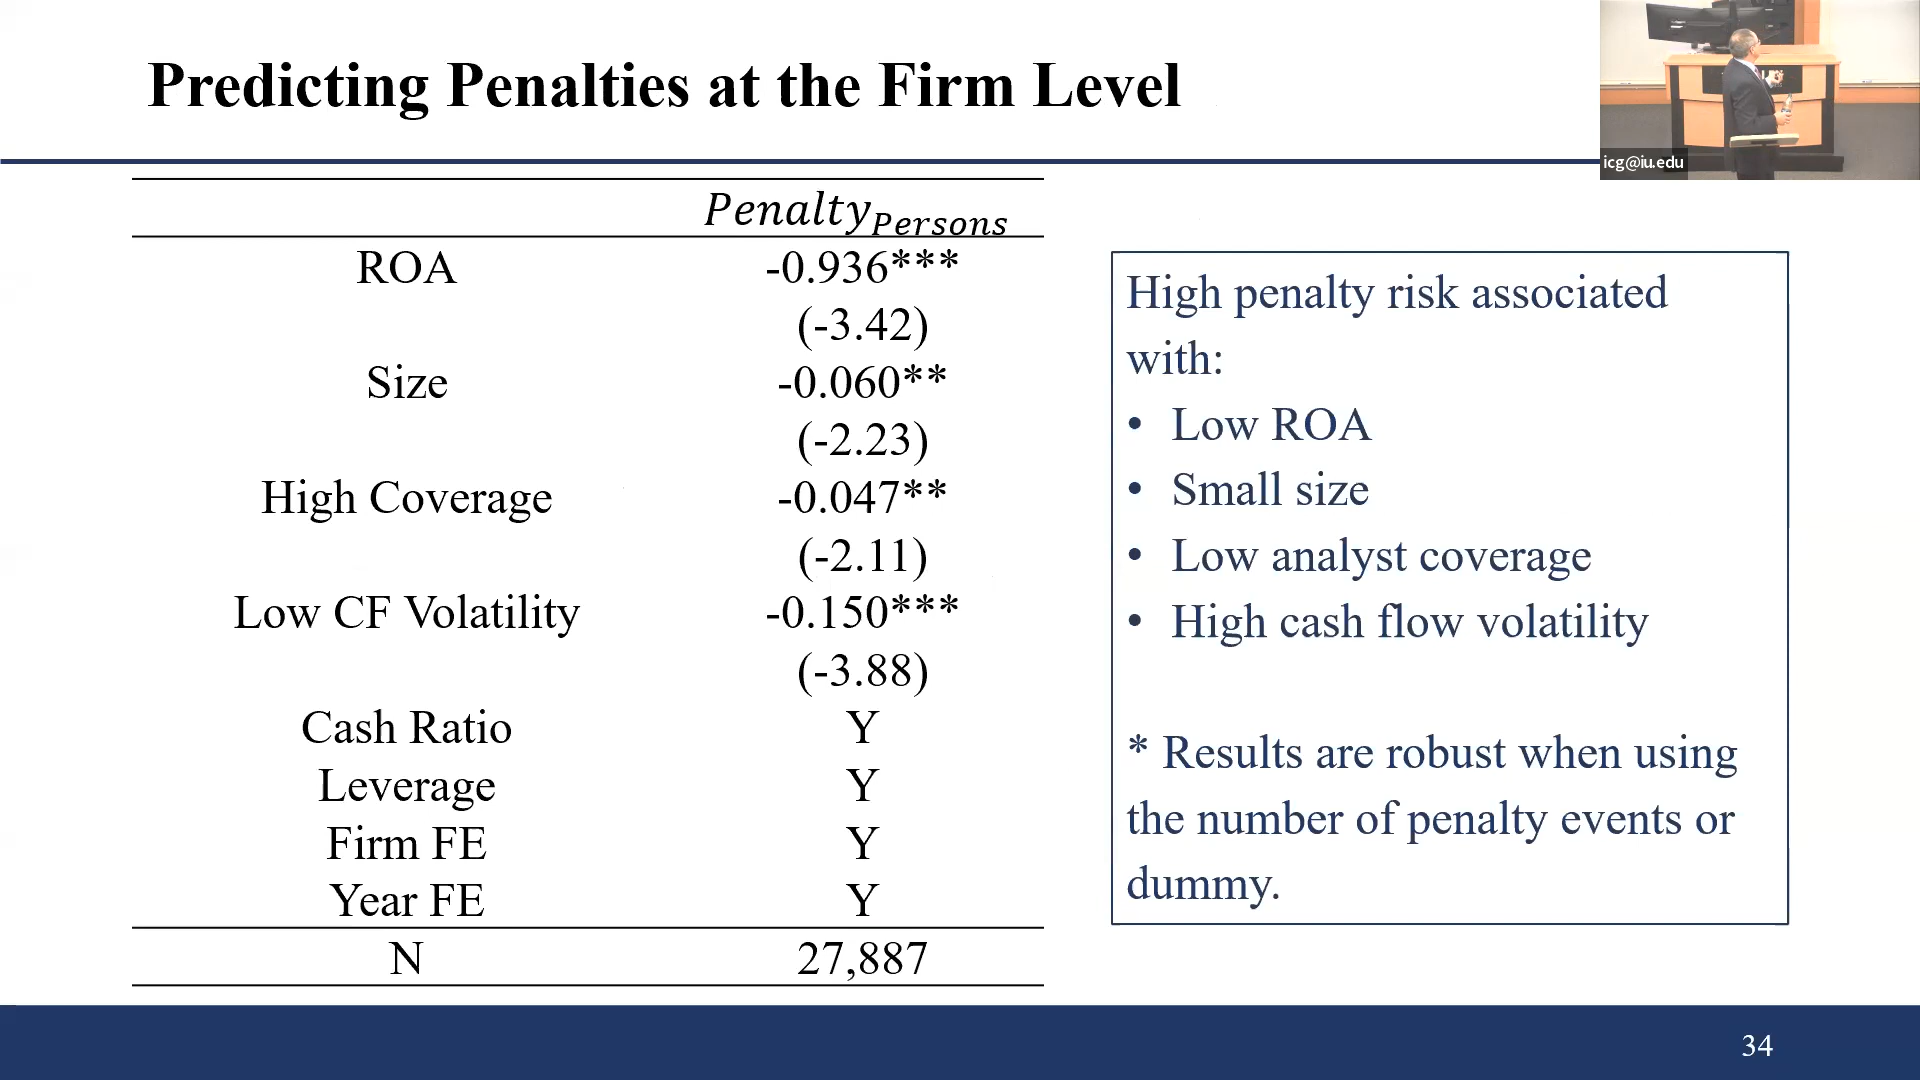 Predicting Penalties at the Firm Level
icg@iu.edu
Penalty_Persons
ROA -0.936***
(-3.42)
Size -0.060**
(-2.23)
High Coverage -0.047**
(-2.11)
Low CF Volatility -0.150***
(-3.88)
Cash Ratio Y
Leverage Y
Firm FE Y
Year FE Y
N 27,887
High penalty risk associated
with:
• Low ROA
• Small size
• Low analyst coverage
• High cash flow volatility
* Results are robust when using
the number of penalty events or
dummy.
34